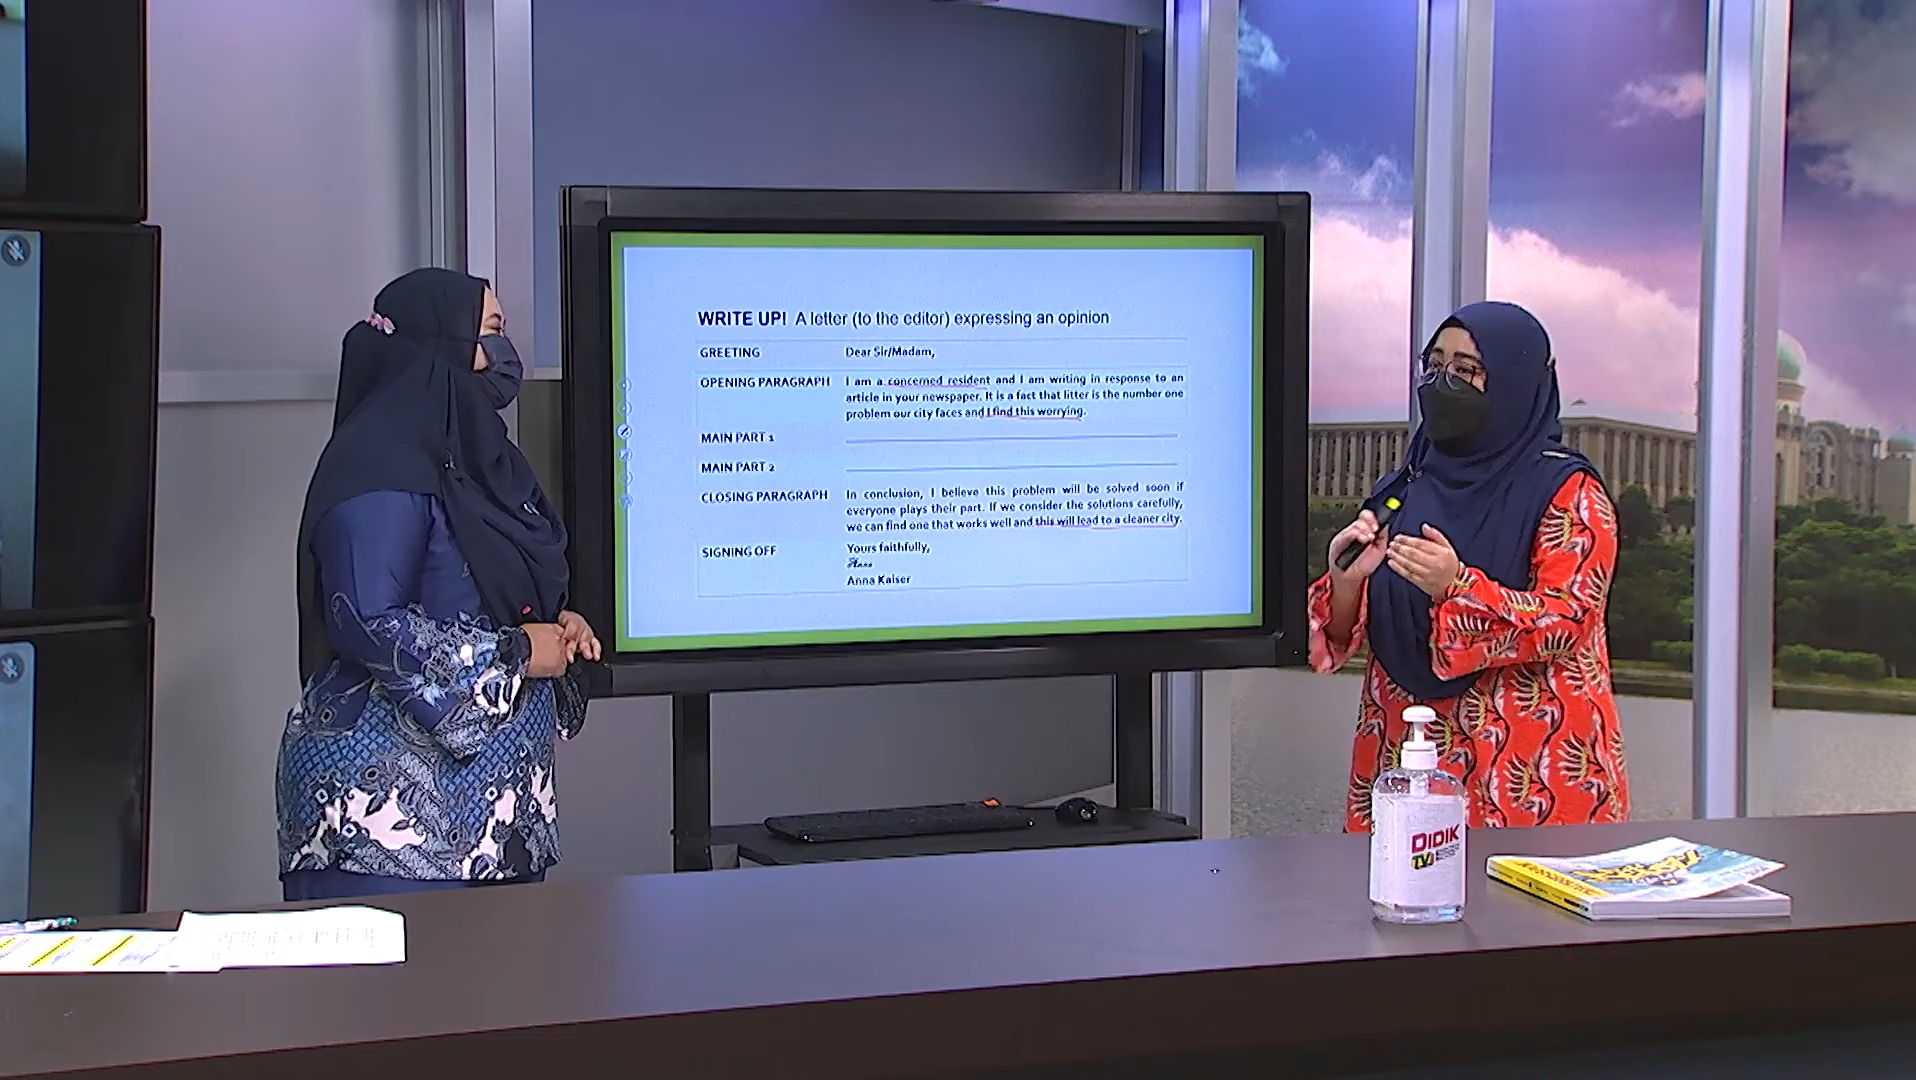 WRITE UP! A letter (to the editor) expressing an opinion
GREETING Dear Sir/Madam,
OPENING PARAGRAPH I am a concerned resident and I am writing in response to an
article in your newspaper. It is a fact that litter is the number one
problem our city faces and I find this worrying.
MAIN PART 1
MAIN PART 2
CLOSING PARAGRAPH In conclusion, I believe this problem will be solved soon if
everyone plays their part. If we consider the solutions carefully,
we can find one that works well and this will lead to a cleaner city.
SIGNING OFF Yours faithfully,
Anna
Anna Kaiser
DIDIK
TV